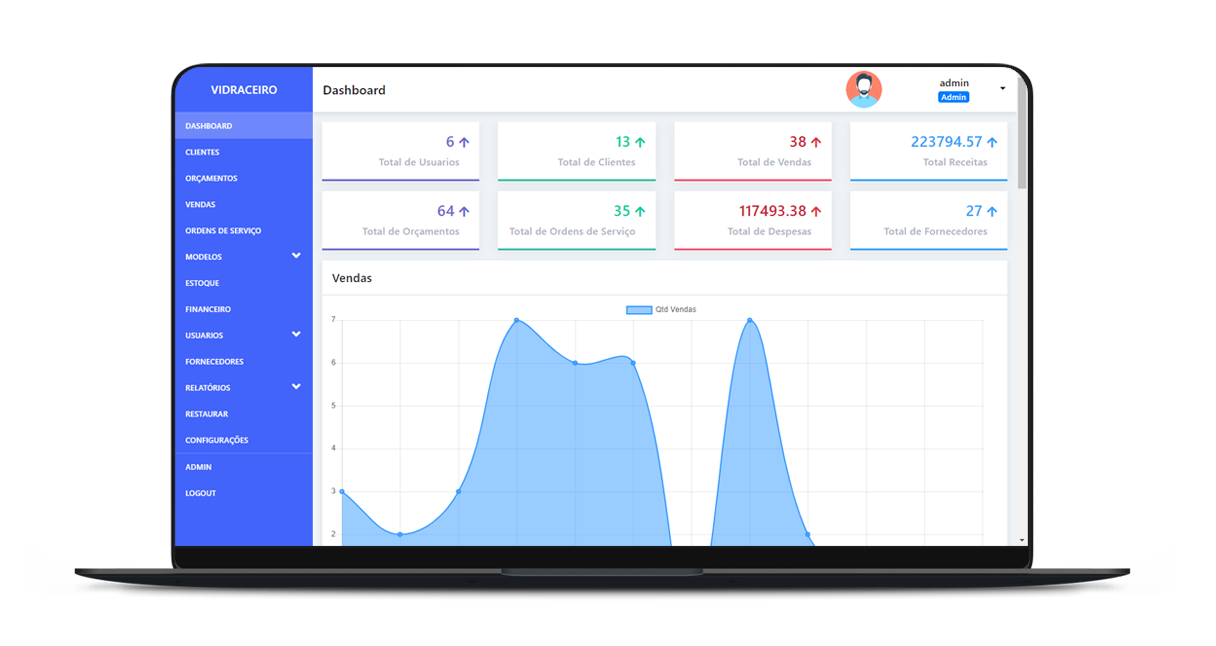 VIDRACEIRO
Dashboard
admin
Admin
DASHBOARD
CLIENTES
ORÇAMENTOS
VENDAS
ORDENS DE SERVIÇO
MODELOS
ESTOQUE
FINANCEIRO
USUARIOS
FORNECEDORES
RELATÓRIOS
RESTAURAR
CONFIGURAÇÕES
ADMIN
LOGOUT
6
Total de Usuarios
13
Total de Clientes
38
Total de Vendas
223794.57
Total Receitas
64
Total de Orçamentos
35
Total de Ordens de Serviço
117493.38
Total de Despesas
27
Total de Fornecedores
Vendas
Qtd Vendas
7
6
5
4
3
2